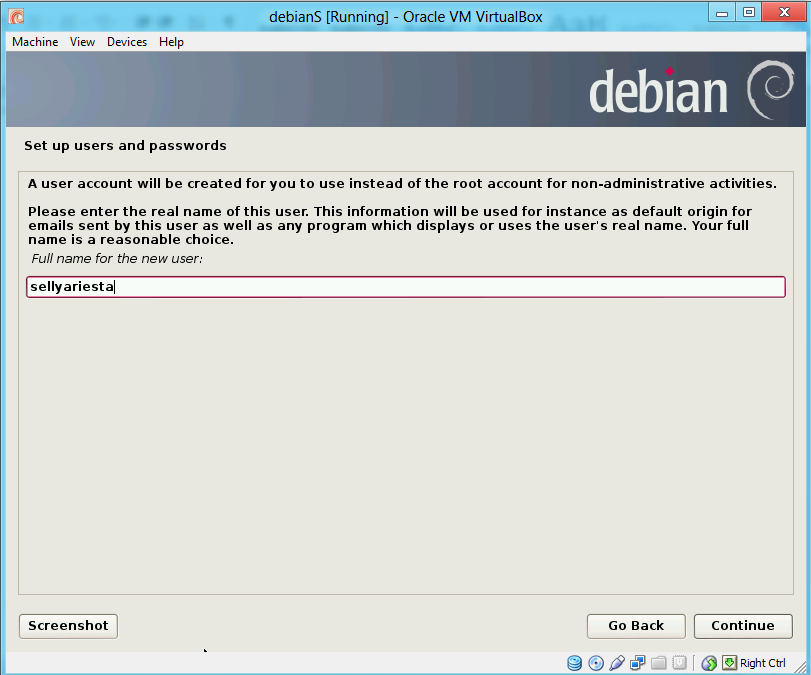 debianS [Running] - Oracle VM VirtualBox
Machine View Devices Help
debian
Set up users and passwords
A user account will be created for you to use instead of the root account for non-administrative activities.
Please enter the real name of this user. This information will be used for instance as default origin for
emails sent by this user as well as any program which displays or uses the user's real name. Your full
name is a reasonable choice.
Full name for the new user:
sellyariesta
Screenshot Go Back Continue
Right Ctrl